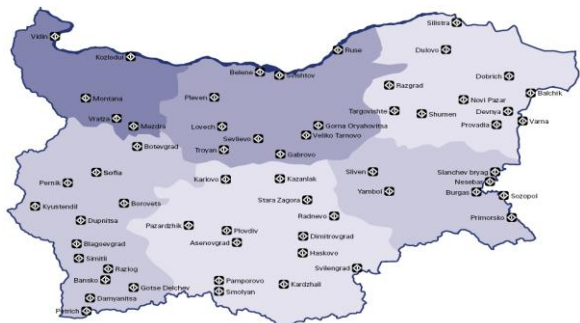 Silistra
Vidin
Ruse
Dulovo
Kozloduї
Belene
Svishtov
Dobrich
Razgrad
Balchik
Montana
Pleven
Novi Pazar
Targovishte
Shumen
Devnya
Vratza
Mezdra
Lovech
Gorna Oryahovitsa
Provadia
Varna
Sevlievo
Veliko Tarnovo
Botevgrad
Troyan
Gabrovo
Sofia
Sliven
Slanchev bryag
Pernik
Karlovo
Kazanlak
Nesebar
Yambol
Burgas
Sozopol
Kyustendil
Borovets
Stara Zagora
Dupnitsa
Radnevo
Primorsko
Pazardzhik
Plovdiv
Blagoevgrad
Asenovgrad
Dimitrovgrad
Simitli
Haskovo
Razlog
Svilengrad
Bansko
Pamporovo
Gotse Delchev
Smolyan
Kardzhali
Damyanitsa
Petrich